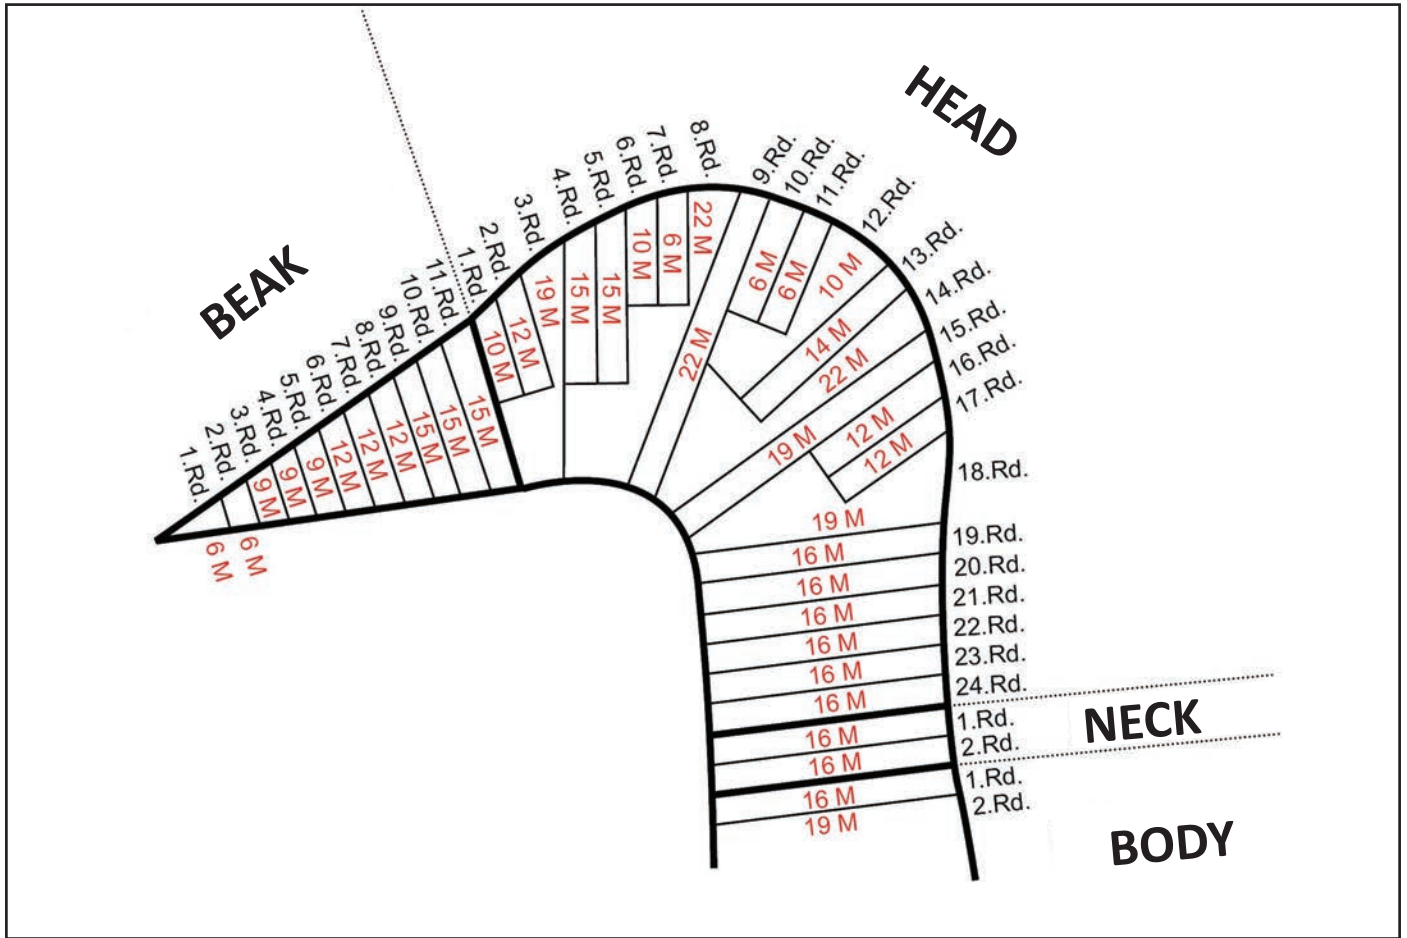 BEAK
HEAD
NECK
BODY
1.Rd.
2.Rd.
3.Rd.
4.Rd.
5.Rd.
6.Rd.
7.Rd.
8.Rd.
9.Rd.
10.Rd.
11.Rd.
6 M
6 M
9 M
9 M
9 M
12 M
12 M
12 M
15 M
15 M
15 M
1.Rd.
2.Rd.
3.Rd.
4.Rd.
5.Rd.
6.Rd.
7.Rd.
8.Rd.
9.Rd.
10.Rd.
11.Rd.
12.Rd.
13.Rd.
14.Rd.
15.Rd.
16.Rd.
17.Rd.
18.Rd.
19.Rd.
20.Rd.
21.Rd.
22.Rd.
23.Rd.
24.Rd.
10 M
12 M
19 M
15 M
15 M
10 M
6 M
22 M
22 M
6 M
6 M
10 M
14 M
22 M
19 M
12 M
12 M
19 M
16 M
16 M
16 M
16 M
16 M
16 M
1.Rd.
2.Rd.
16 M
16 M
1.Rd.
2.Rd.
16 M
19 M